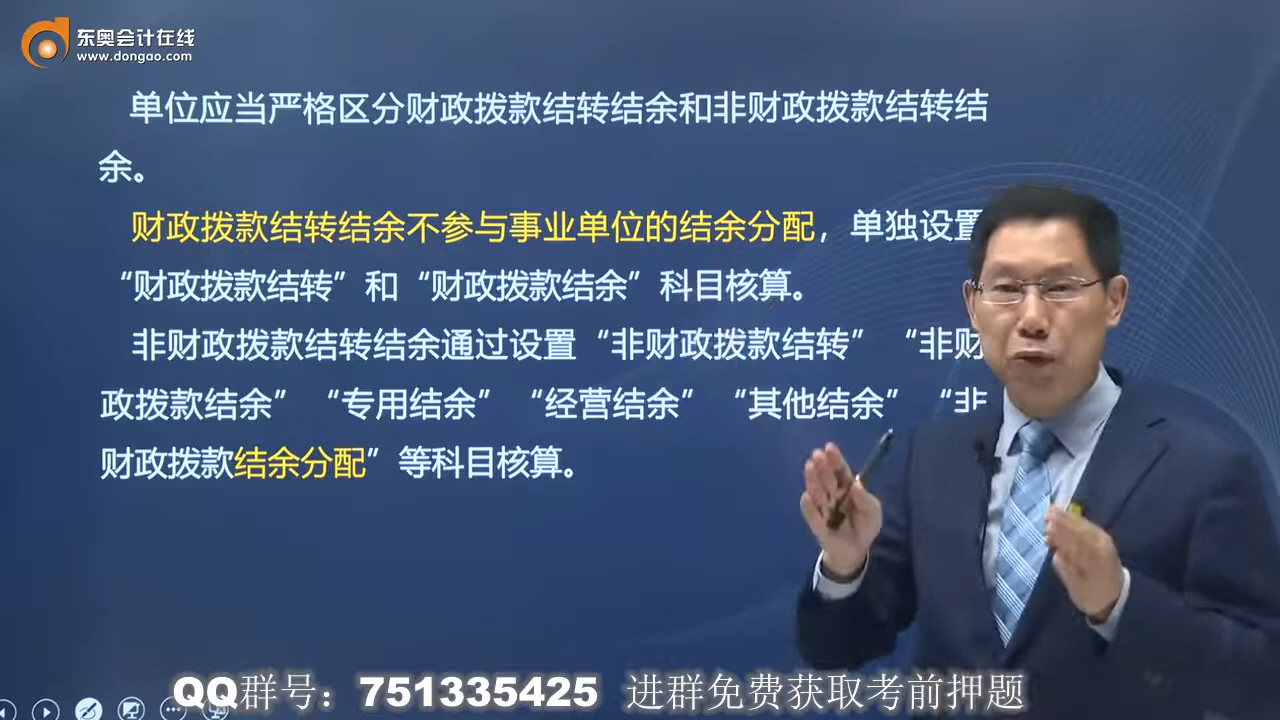 东奥会计在线
www.dongao.com
单位应当严格区分财政拨款结转结余和非财政拨款结转结
余。
财政拨款结转结余不参与事业单位的结余分配，单独设置
“财政拨款结转”和“财政拨款结余”科目核算。
非财政拨款结转结余通过设置“非财政拨款结转”“非财
政拨款结余”“专用结余”“经营结余”“其他结余”“非
财政拨款结余分配”等科目核算。
QQ群号：751335425 进群免费获取考前押题